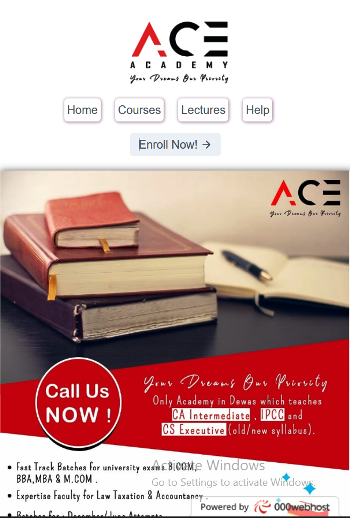 ACE
ACADEMY
Your Dreams Our Priority
Home
Courses
Lectures
Help
Enroll Now! →
ACE
Your Dreams Our Priority
Call Us
NOW !
Your Dreams Our Priority
Only Academy in Dewas which teaches
CA Intermediate , IPCC and
CS Executive (old/new syllabus).
• Fast Track Batches for university exams B.COM,
BBA,MBA & M.COM .
Activate Windows
Go to Settings to activate Windows.
• Expertise Faculty for Law Taxation & Accountancy .
Powered by 000webhost